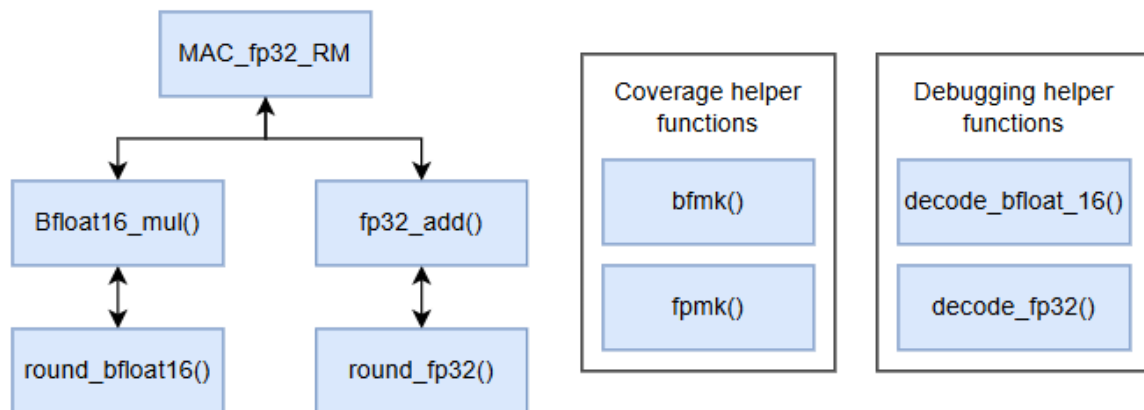 MAC_fp32_RM
Bfloat16_mul()
fp32_add()
round_bfloat16()
round_fp32()
Coverage helper
functions
bfmk()
fpmk()
Debugging helper
functions
decode_bfloat_16()
decode_fp32()